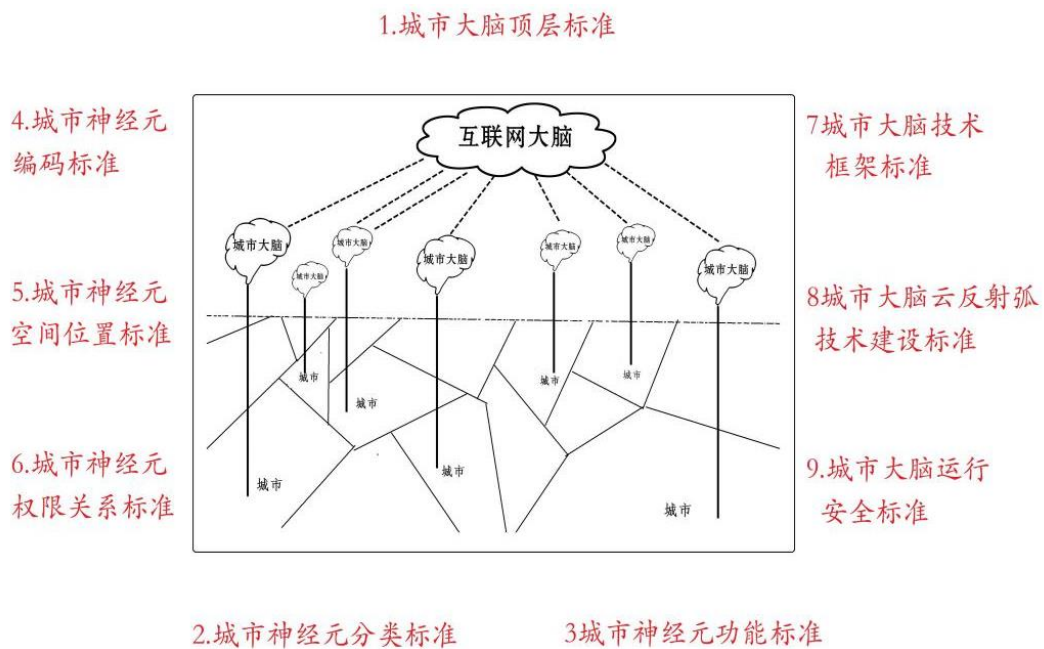 1.城市大脑顶层标准
4.城市神经元
编码标准
互联网大脑
7城市大脑技术
框架标准
城市大脑
城市大脑
城市大脑
城市大脑
城市大脑
城市大脑
城市大脑
5.城市神经元
空间位置标准
8城市大脑云反射弧
技术建设标准
城市
城市
城市
城市
城市
城市
城市
6.城市神经元
权限关系标准
9.城市大脑运行
安全标准
2.城市神经元分类标准
3城市神经元功能标准